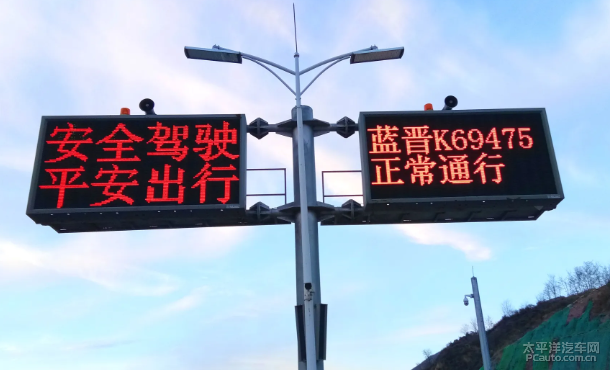 安全驾驶
平安出行
蓝晋K69475
正常通行
太平洋汽车网
PCauto.com.cn